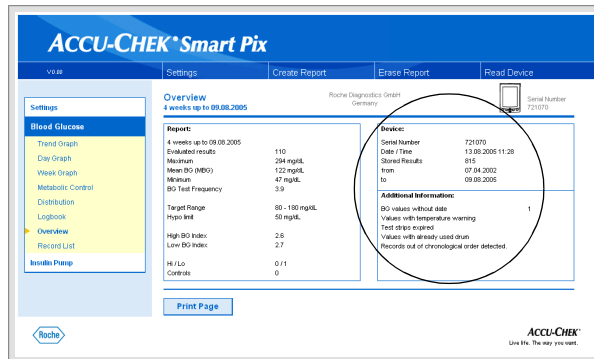 ACCU-CHEK® Smart Pix
Settings Create Report Erase Report Read Device
Overview
4 weeks up to 09.08.2005
Roche Diagnostics GmbH
Germany
Serial Number
721070
Settings
Blood Glucose
Trend Graph
Day Graph
Week Graph
Metabolic Control
Distribution
Logbook
Overview
Record List
Insulin Pump
Report:
4 weeks up to 09.08.2005
Evaluated results 110
Maximum 294 mg/dL
Mean BG (MBG) 122 mg/dL
Minimum 47 mg/dL
BG Test Frequency 3.9
Target Range 80 - 180 mg/dL
Hypo limit 50 mg/dL
High BG Index 2.6
Low BG Index 2.7
Hi / Lo 0 / 1
Controls 0
Device:
Serial Number 721070
Date / Time 13.08.2005 11:28
Stored Results 815
from 07.04.2002
to 09.08.2005
Additional Information:
BG values without date 1
Values with temperature warning
Test strips expired
Values with already used drum
Records out of chronological order detected.
Print Page
Roche
ACCU-CHEK®
Live life. The way you want.